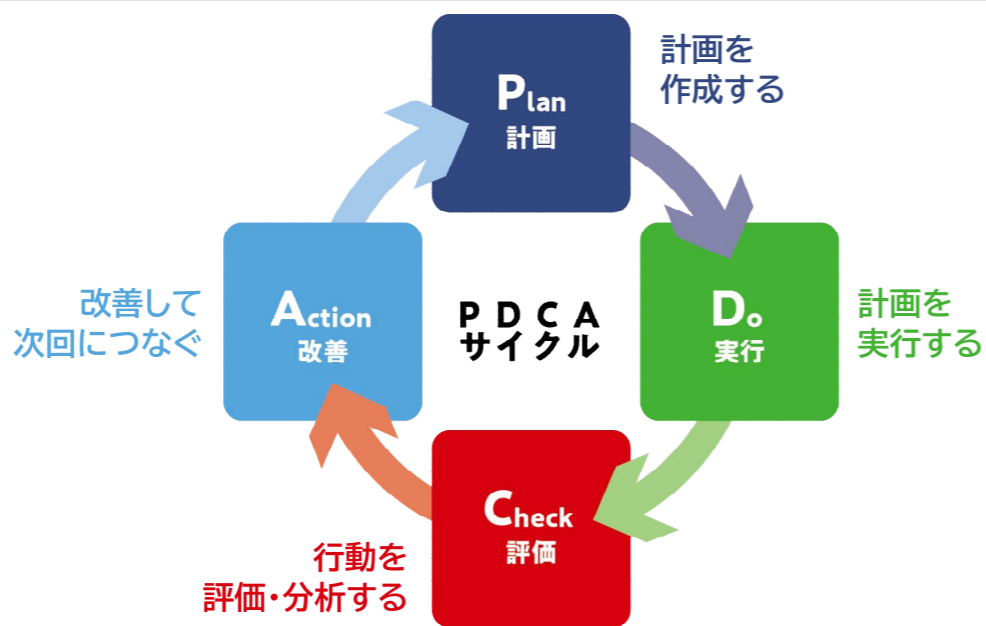 Plan
計画
計画を
作成する
Do
実行
計画を
実行する
Check
評価
行動を
評価・分析する
Action
改善
改善して
次回につなぐ
PDCA
サイクル